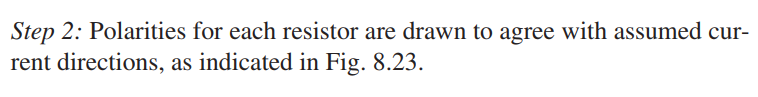 Step 2: Polarities for each resistor are drawn to agree with assumed cur-
rent directions, as indicated in Fig. 8.23.